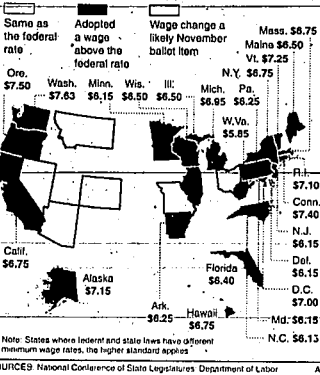 Same as
the federal
rate
Adopted
a wage
above the
federal rate
Wage change a
likely November
ballot item
Mass. $6.75
Maine $6.50
Vt. $7.25
N.Y. $6.75
Ore.
$7.50
Wash.
$7.63
Minn.
$6.15
Wis.
$6.50
Ill.
$6.50
Mich.
$6.95
Pa.
$6.25
W.Va.
$5.85
R.I.
$7.10
Conn.
$7.40
N.J.
$6.15
Del.
$6.15
D.C.
$7.00
Md. $6.15
N.C. $6.15
Calif.
$6.75
Alaska
$7.15
Ark.
$6.25
Hawaii
$6.75
Florida
$6.40
Note: States where federal and state laws have different
minimum wage rates, the higher standard applies
National Conference of State Legislatures, Department of Labor